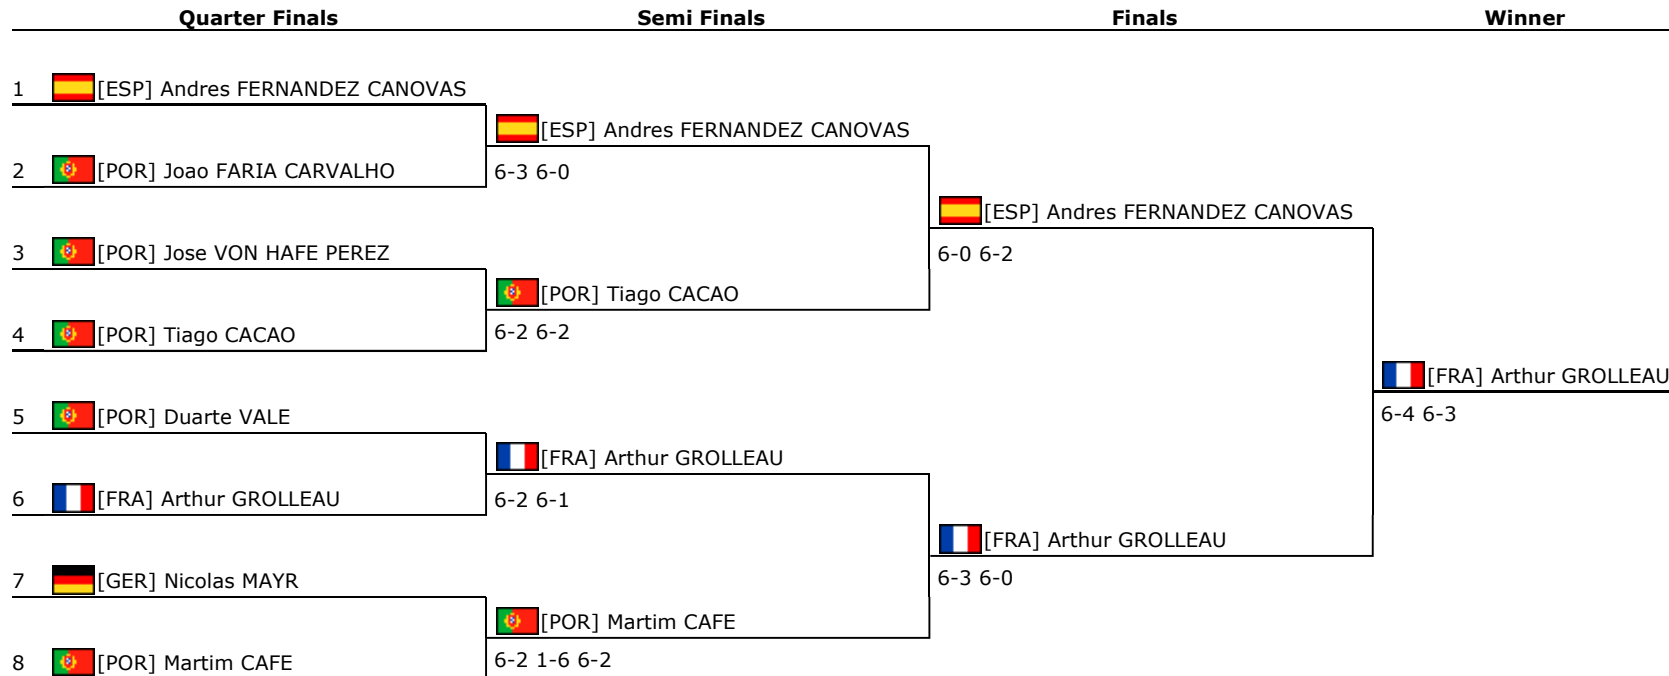 Quarter Finals Semi Finals Finals Winner
1 [ESP] Andres FERNANDEZ CANOVAS
[ESP] Andres FERNANDEZ CANOVAS
2 [POR] Joao FARIA CARVALHO 6-3 6-0
[ESP] Andres FERNANDEZ CANOVAS
3 [POR] Jose VON HAFE PEREZ 6-0 6-2
[POR] Tiago CACAO
4 [POR] Tiago CACAO 6-2 6-2
[FRA] Arthur GROLLEAU
5 [POR] Duarte VALE 6-4 6-3
[FRA] Arthur GROLLEAU
6 [FRA] Arthur GROLLEAU 6-2 6-1
[FRA] Arthur GROLLEAU
7 [GER] Nicolas MAYR 6-3 6-0
[POR] Martim CAFE
8 [POR] Martim CAFE 6-2 1-6 6-2